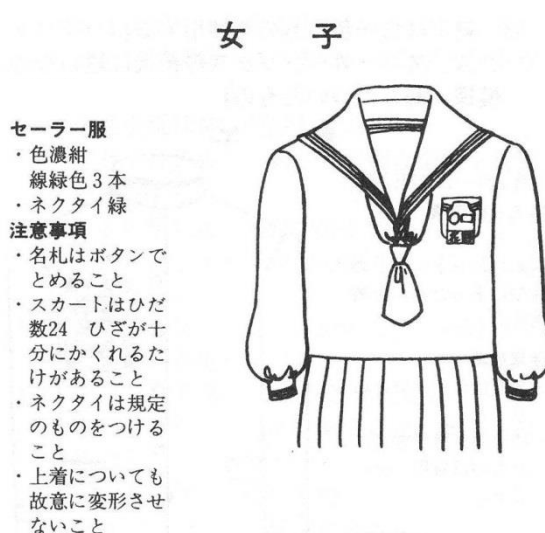 女 子
セーラー服
・色濃紺
線緑色3本
・ネクタイ緑
注意事項
・名札はボタンで
とめること
・スカートはひだ
数24 ひざが十
分にかくれるた
けがあること
・ネクタイは規定
のものをつける
こと
・上着についても
故意に変形させ
ないこと